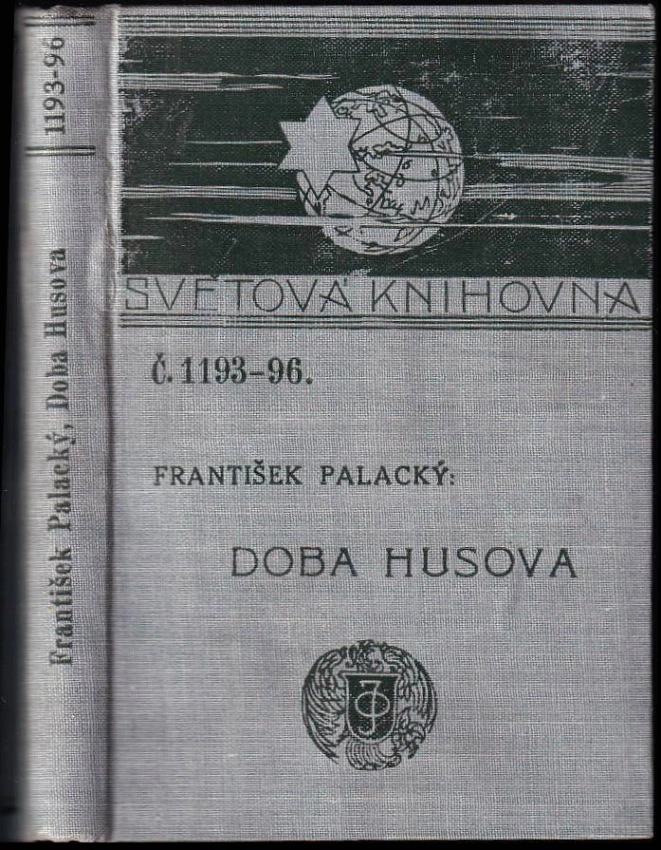 1193-96
František Palacký, Doba Husova
SVĚTOVÁ KNIHOVNA
Č. 1193-96.
FRANTIŠEK PALACKÝ:
DOBA HUSOVA